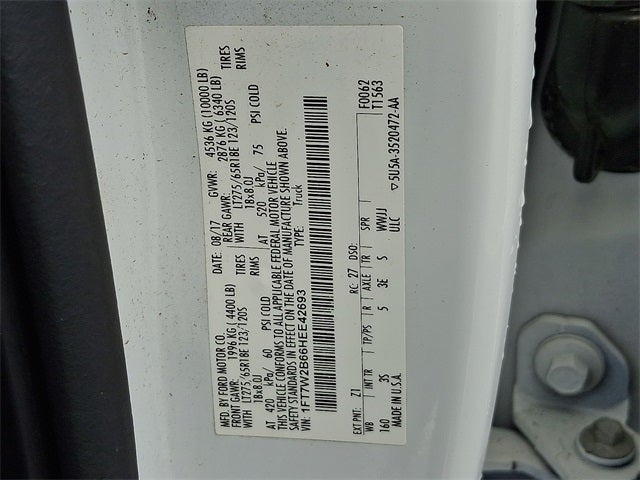 MFD. BY FORD MOTOR CO.
DATE: 08/17 GVWR: 4536 KG (10000 LB)
FRONT GAWR: 1996 KG ( 4400 LB) REAR GAWR: 2876 KG ( 6340 LB)
WITH LT275/65R18E 123/120S TIRES WITH LT275/65R18E 123/120S TIRES
18x8.0J RIMS 18x8.0J RIMS
AT 420 kPa/ 60 PSI COLD AT 520 kPa/ 75 PSI COLD
THIS VEHICLE CONFORMS TO ALL APPLICABLE FEDERAL MOTOR VEHICLE
SAFETY STANDARDS IN EFFECT ON THE DATE OF MANUFACTURE SHOWN ABOVE.
VIN: 1FT7W2B66HEE42693 TYPE: Truck
F0062
EXT PNT: Z1 RC: 27 DSO: T1563
WB INT TR TP/PS R AXLE TR SPR
160 3S 5 3E S WWJJ
MADE IN U.S.A. ULC ▽5U5A-3520472-AA